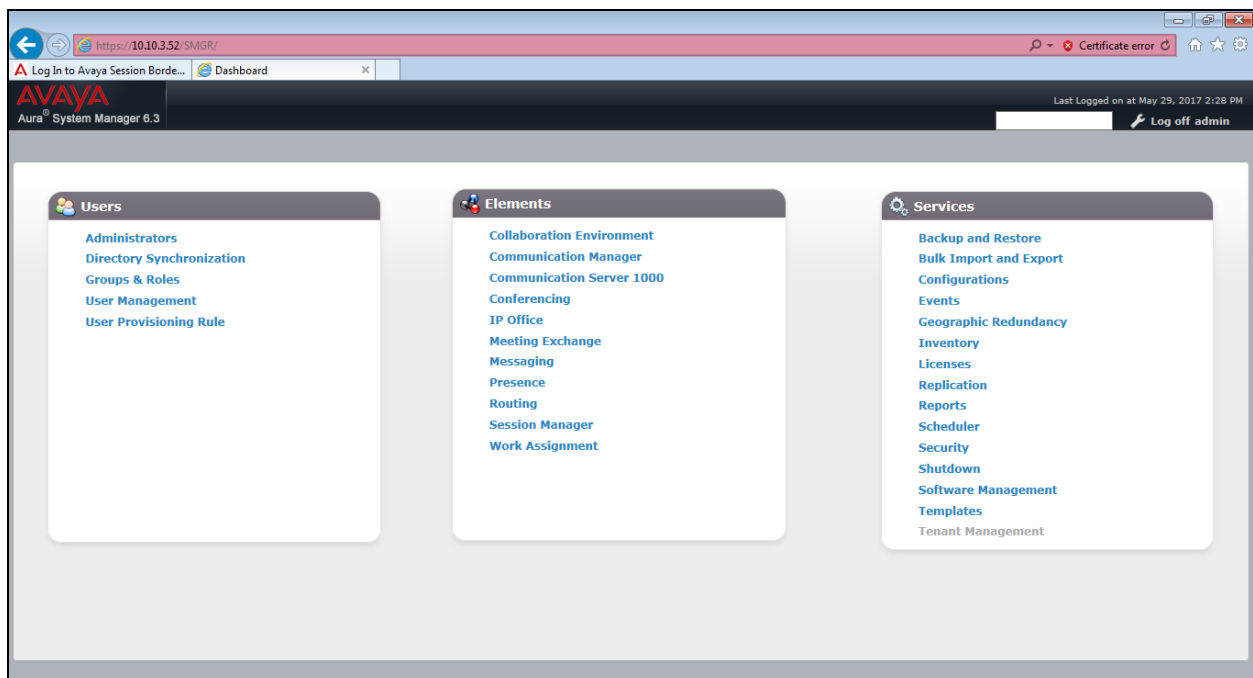 https://10.10.3.52/SMGR/
Certificate error
Log In to Avaya Session Borde...
Dashboard
AVAYA
Aura® System Manager 6.3
Last Logged on at May 29, 2017 2:28 PM
Log off admin
Users
Administrators
Directory Synchronization
Groups & Roles
User Management
User Provisioning Rule
Elements
Collaboration Environment
Communication Manager
Communication Server 1000
Conferencing
IP Office
Meeting Exchange
Messaging
Presence
Routing
Session Manager
Work Assignment
Services
Backup and Restore
Bulk Import and Export
Configurations
Events
Geographic Redundancy
Inventory
Licenses
Replication
Reports
Scheduler
Security
Shutdown
Software Management
Templates
Tenant Management